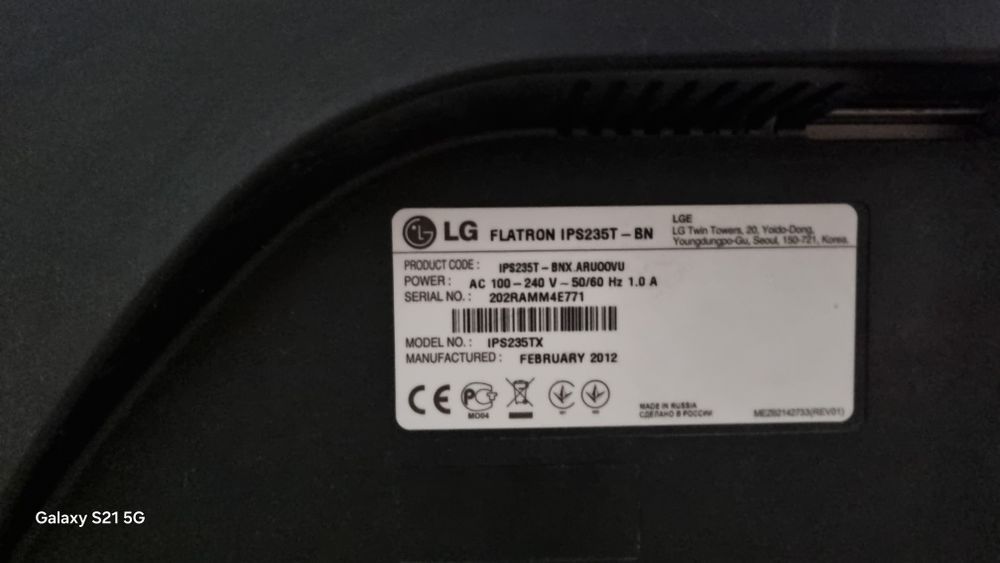 LG FLATRON IPS235T-BN
LGE
LG Twin Towers, 20, Yoido-Dong,
Youngdungpo-Gu, Seoul, 150-721, Korea.
PRODUCT CODE : IPS235T-BNX.ARUOOVU
POWER : AC 100-240 V~50/60 Hz 1.0 A
SERIAL NO. : 202RAMM4E771
MODEL NO. : IPS235TX
MANUFACTURED : FEBRUARY 2012
CE
MO04
MADE IN RUSSIA
СДЕЛАНО В РОССИИ
MEZ62142733(REV01)
Galaxy S21 5G